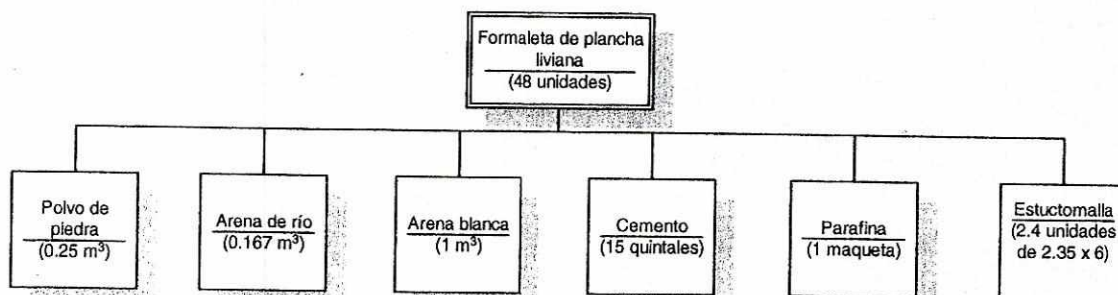 Formaleta de plancha
liviana
(48 unidades)
Polvo de
piedra
(0.25 m³)
Arena de río
(0.167 m³)
Arena blanca
(1 m³)
Cemento
(15 quintales)
Parafina
(1 maqueta)
Estuctomalla
(2.4 unidades
de 2.35 x 6)